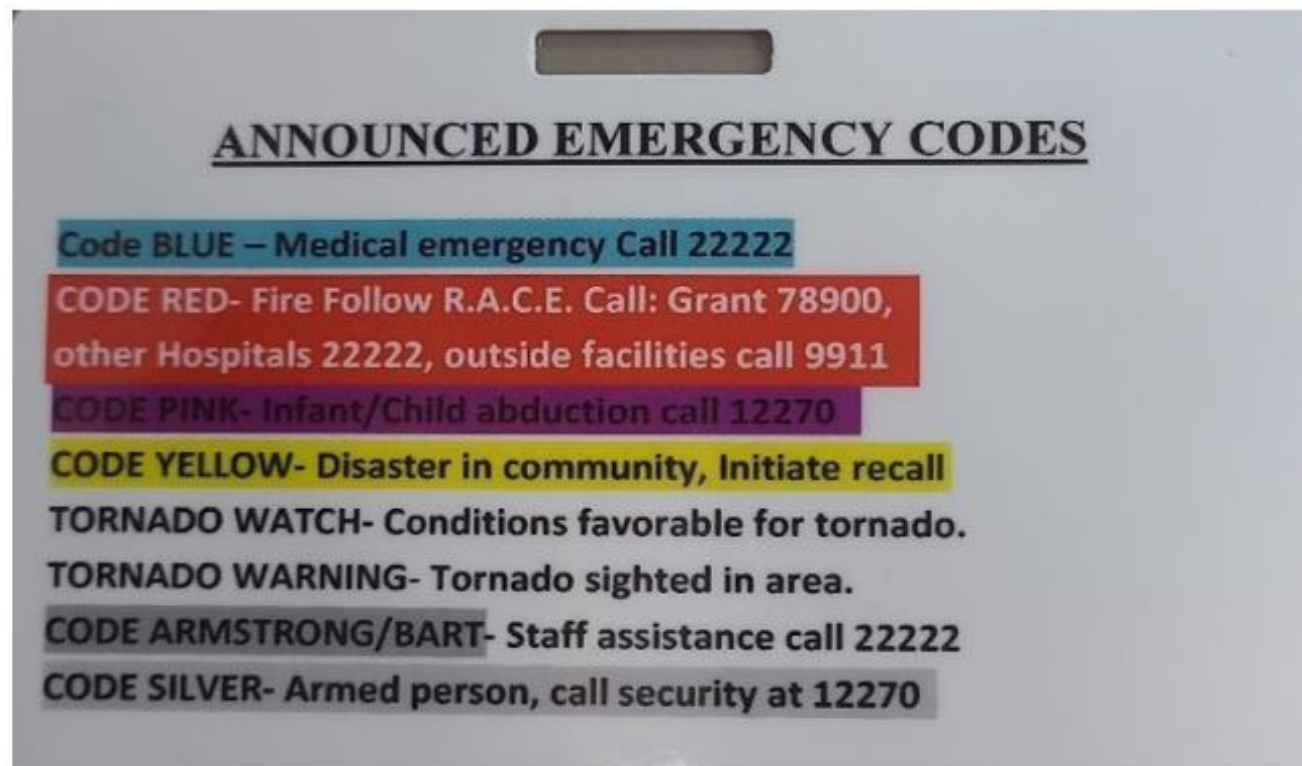 ANNOUNCED EMERGENCY CODES
Code BLUE – Medical emergency Call 22222
CODE RED- Fire Follow R.A.C.E. Call: Grant 78900,
other Hospitals 22222, outside facilities call 9911
CODE PINK- Infant/Child abduction call 12270
CODE YELLOW- Disaster in community, Initiate recall
TORNADO WATCH- Conditions favorable for tornado.
TORNADO WARNING- Tornado sighted in area.
CODE ARMSTRONG/BART- Staff assistance call 22222
CODE SILVER- Armed person, call security at 12270